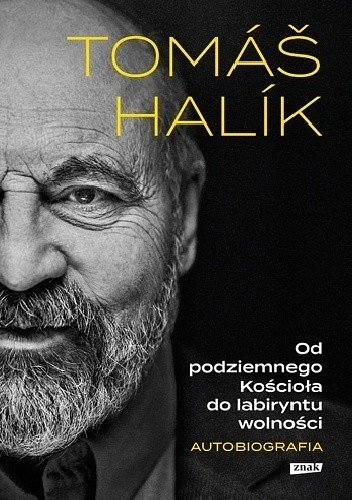 TOMÁŠ
HALÍK
Od
podziemnego
Kościoła
do labiryntu
wolności
AUTOBIOGRAFIA
znak